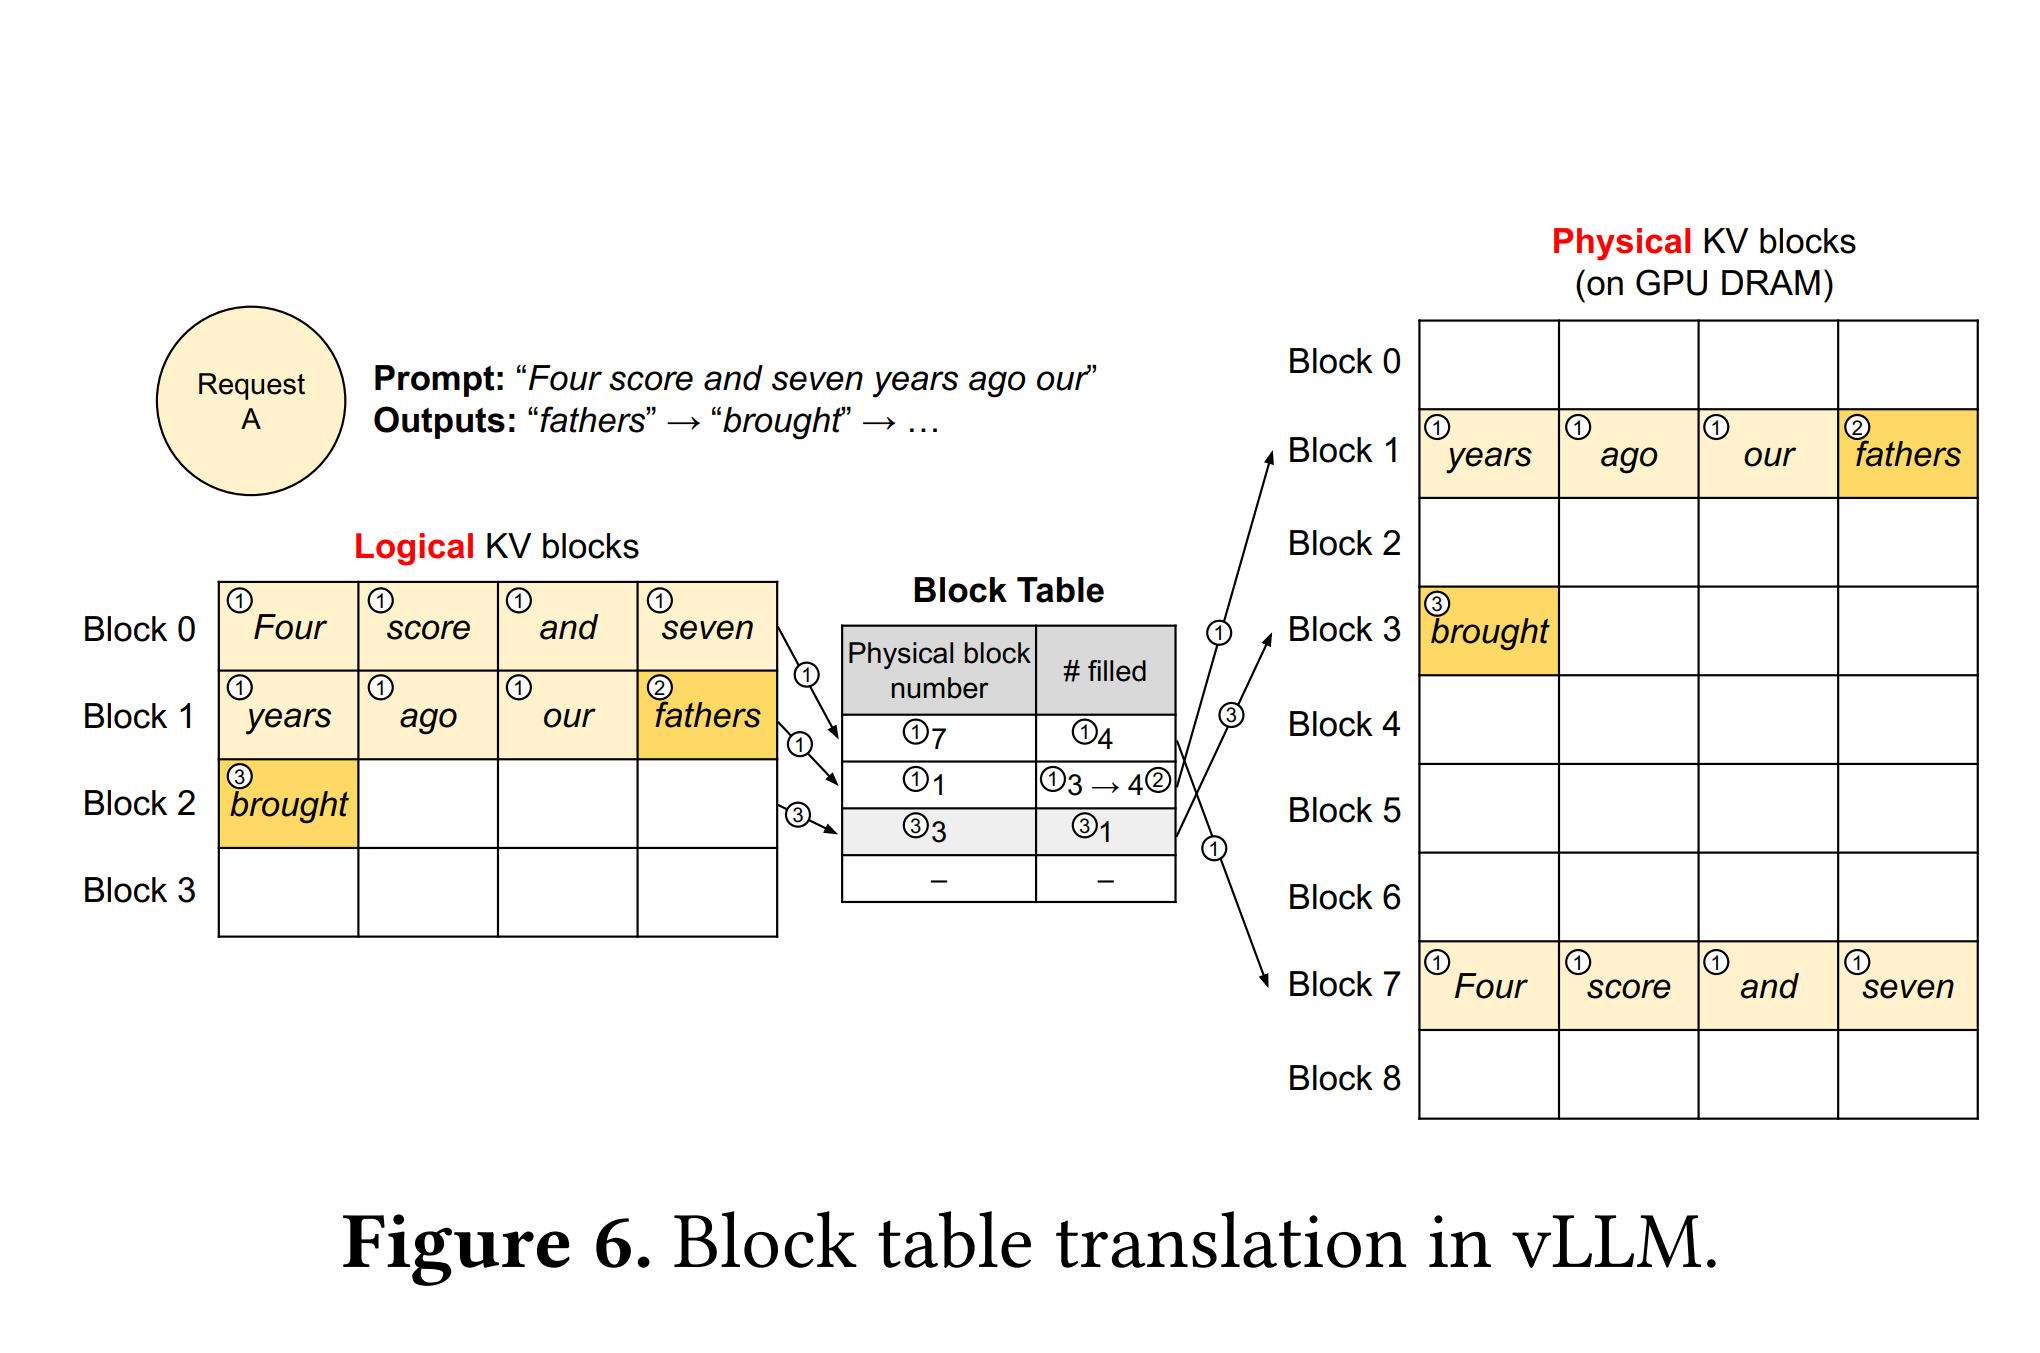 Request
A
Prompt: “Four score and seven years ago our”
Outputs: “fathers” → “brought” → …
Logical KV blocks
Block 0 ① Four ① score ① and ① seven
Block 1 ① years ① ago ① our ② fathers
Block 2 ③ brought
Block 3
① ① ③
Block Table
Physical block number # filled
①7 ①4
①1 ①3 → 4②
③3 ③1
– –
① ③ ①
Physical KV blocks
(on GPU DRAM)
Block 0
Block 1 ① years ① ago ① our ② fathers
Block 2
Block 3 ③ brought
Block 4
Block 5
Block 6
Block 7 ① Four ① score ① and ① seven
Block 8
Figure 6. Block table translation in vLLM.